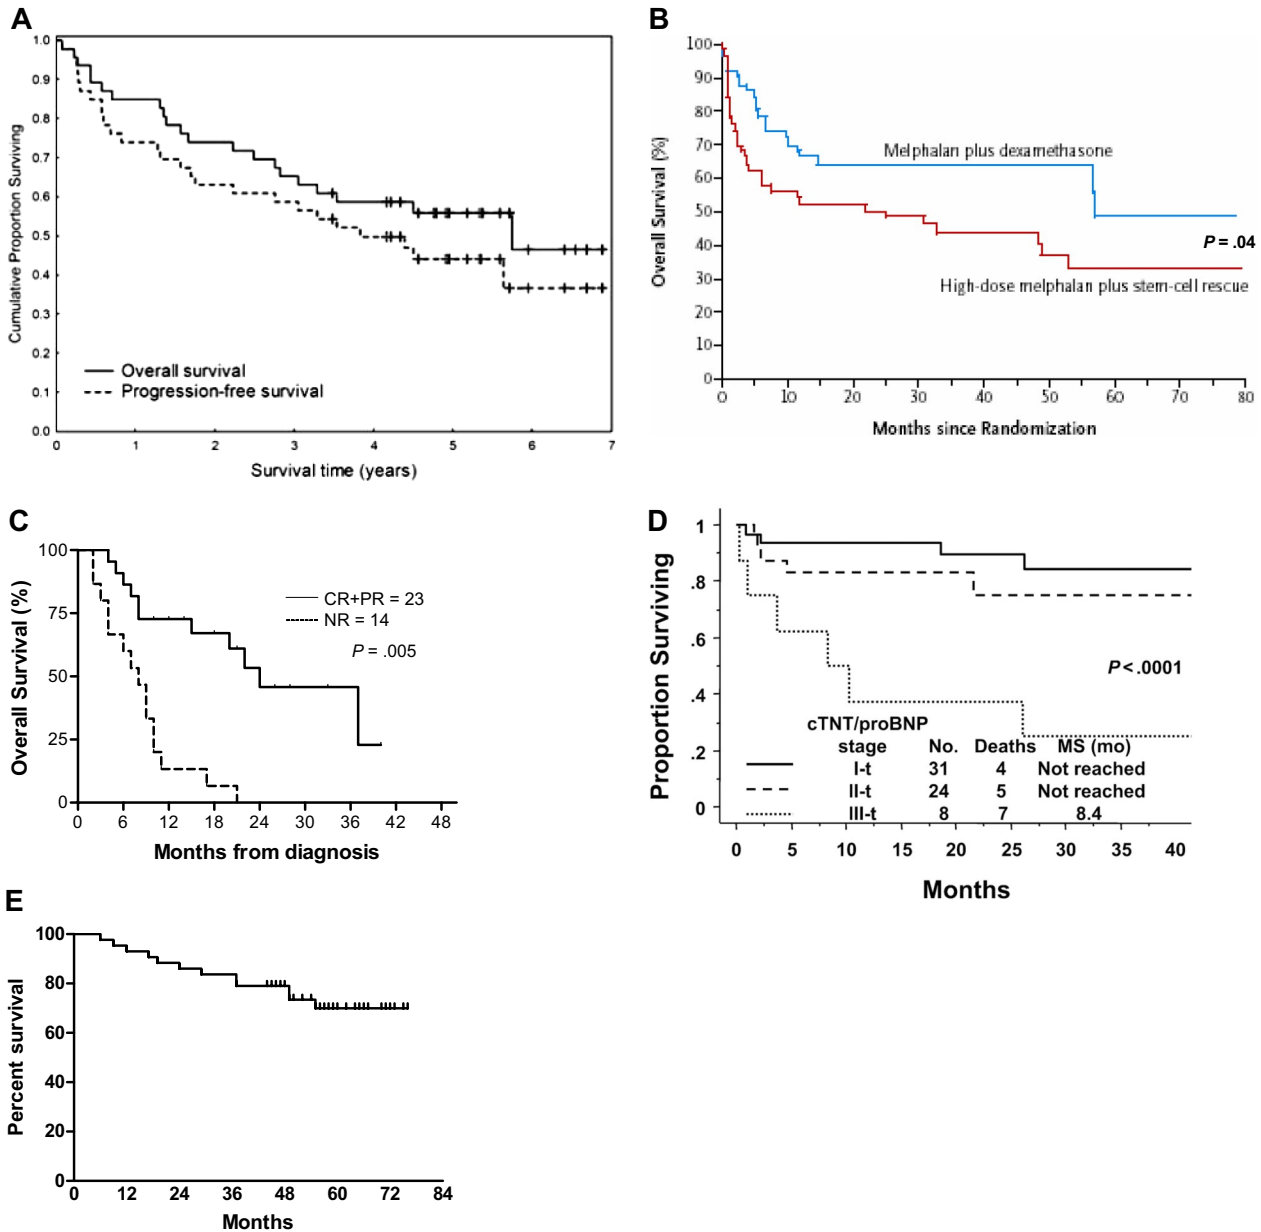 A
Cumulative Proportion Surviving
1.0
0.9
0.8
0.7
0.6
0.5
0.4
0.3
0.2
0.1
0.0
Overall survival
Progression-free survival
0 1 2 3 4 5 6 7
Survival time (years)
B
Overall Survival (%)
100
90
80
70
60
50
40
30
20
10
0
Melphalan plus dexamethasone
P = .04
High-dose melphalan plus stem-cell rescue
0 10 20 30 40 50 60 70 80
Months since Randomization
C
Overall Survival (%)
100
75
50
25
0
CR+PR = 23
NR = 14
P = .005
0 6 12 18 24 30 36 42 48
Months from diagnosis
D
Proportion Surviving
1
.8
.6
.4
.2
0
P < .0001
cTNT/proBNP
stage No. Deaths MS (mo)
I-t 31 4 Not reached
II-t 24 5 Not reached
III-t 8 7 8.4
0 5 10 15 20 25 30 35 40
Months
E
Percent survival
100
80
60
40
20
0
0 12 24 36 48 60 72 84
Months